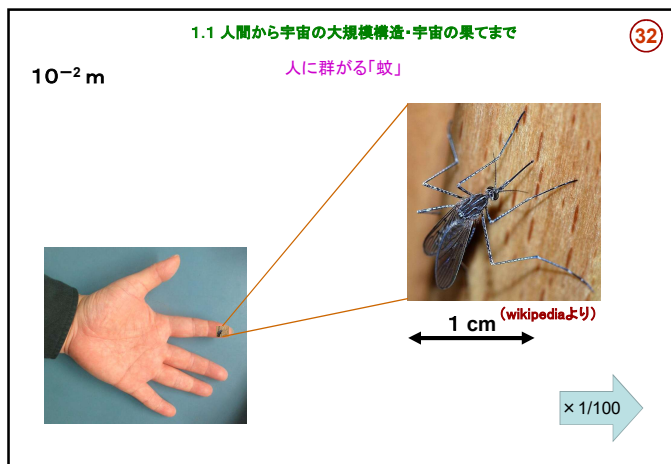 1.1 人間から宇宙の大規模構造・宇宙の果てまで
32
10⁻² m
人に群がる「蚊」
(wikipediaより)
1 cm
× 1/100